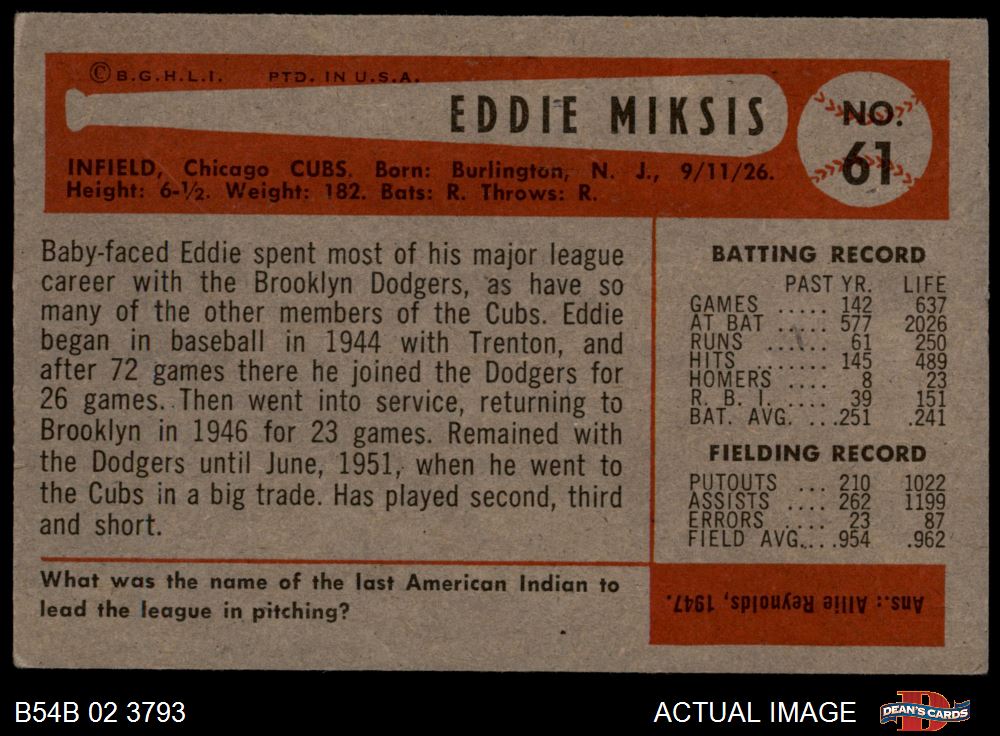 © B.G.H.L.I. PTD. IN U.S.A.
EDDIE MIKSIS
NO.
61
INFIELD, Chicago CUBS. Born: Burlington, N. J., 9/11/26.
Height: 6-½. Weight: 182. Bats: R. Throws: R.
Baby-faced Eddie spent most of his major league
career with the Brooklyn Dodgers, as have so
many of the other members of the Cubs. Eddie
began in baseball in 1944 with Trenton, and
after 72 games there he joined the Dodgers for
26 games. Then went into service, returning to
Brooklyn in 1946 for 23 games. Remained with
the Dodgers until June, 1951, when he went to
the Cubs in a big trade. Has played second, third
and short.
What was the name of the last American Indian to
lead the league in pitching?
BATTING RECORD
PAST YR. LIFE
GAMES ..... 142 637
AT BAT ..... 577 2026
RUNS ...... 61 250
HITS ....... 145 489
HOMERS .... 8 23
R. B. I. .... 39 151
BAT. AVG. ...251 .241
FIELDING RECORD
PUTOUTS ... 210 1022
ASSISTS .... 262 1199
ERRORS .... 23 87
FIELD AVG....954 .962
Ans.: Allie Reynolds, 1947.
B54B 02 3793
ACTUAL IMAGE
D
DEAN'S CARDS